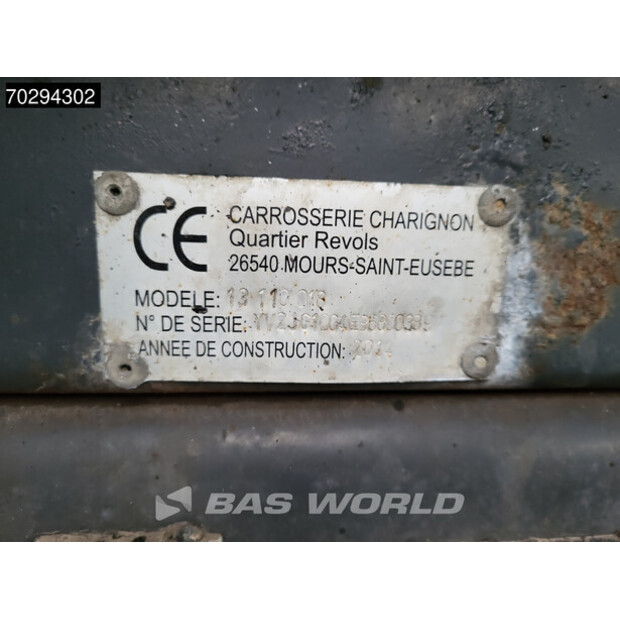 70294302
CE CARROSSERIE CHARIGNON
Quartier Revols
26540 MOURS-SAINT-EUSEBE
MODELE:
N° DE SERIE:
ANNEE DE CONSTRUCTION:
BAS WORLD